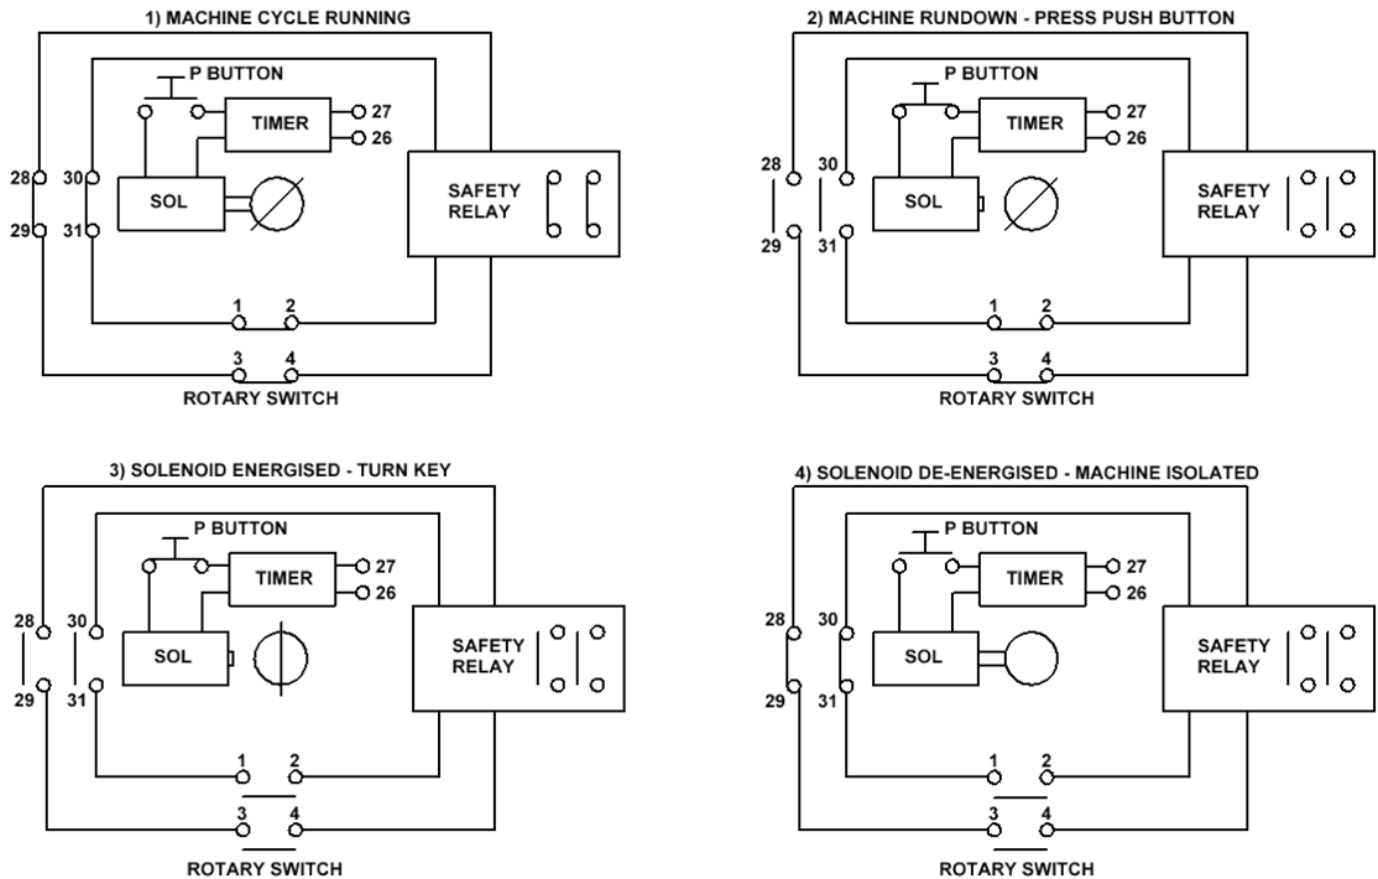 1) MACHINE CYCLE RUNNING
P BUTTON
TIMER
27
26
28
30
SOL
SAFETY
RELAY
29
31
1 2
3 4
ROTARY SWITCH
2) MACHINE RUNDOWN - PRESS PUSH BUTTON
P BUTTON
TIMER
27
26
28
30
SOL
SAFETY
RELAY
29
31
1 2
3 4
ROTARY SWITCH
3) SOLENOID ENERGISED - TURN KEY
P BUTTON
TIMER
27
26
28
30
SOL
SAFETY
RELAY
29
31
1 2
3 4
ROTARY SWITCH
4) SOLENOID DE-ENERGISED - MACHINE ISOLATED
P BUTTON
TIMER
27
26
28
30
SOL
SAFETY
RELAY
29
31
1 2
3 4
ROTARY SWITCH